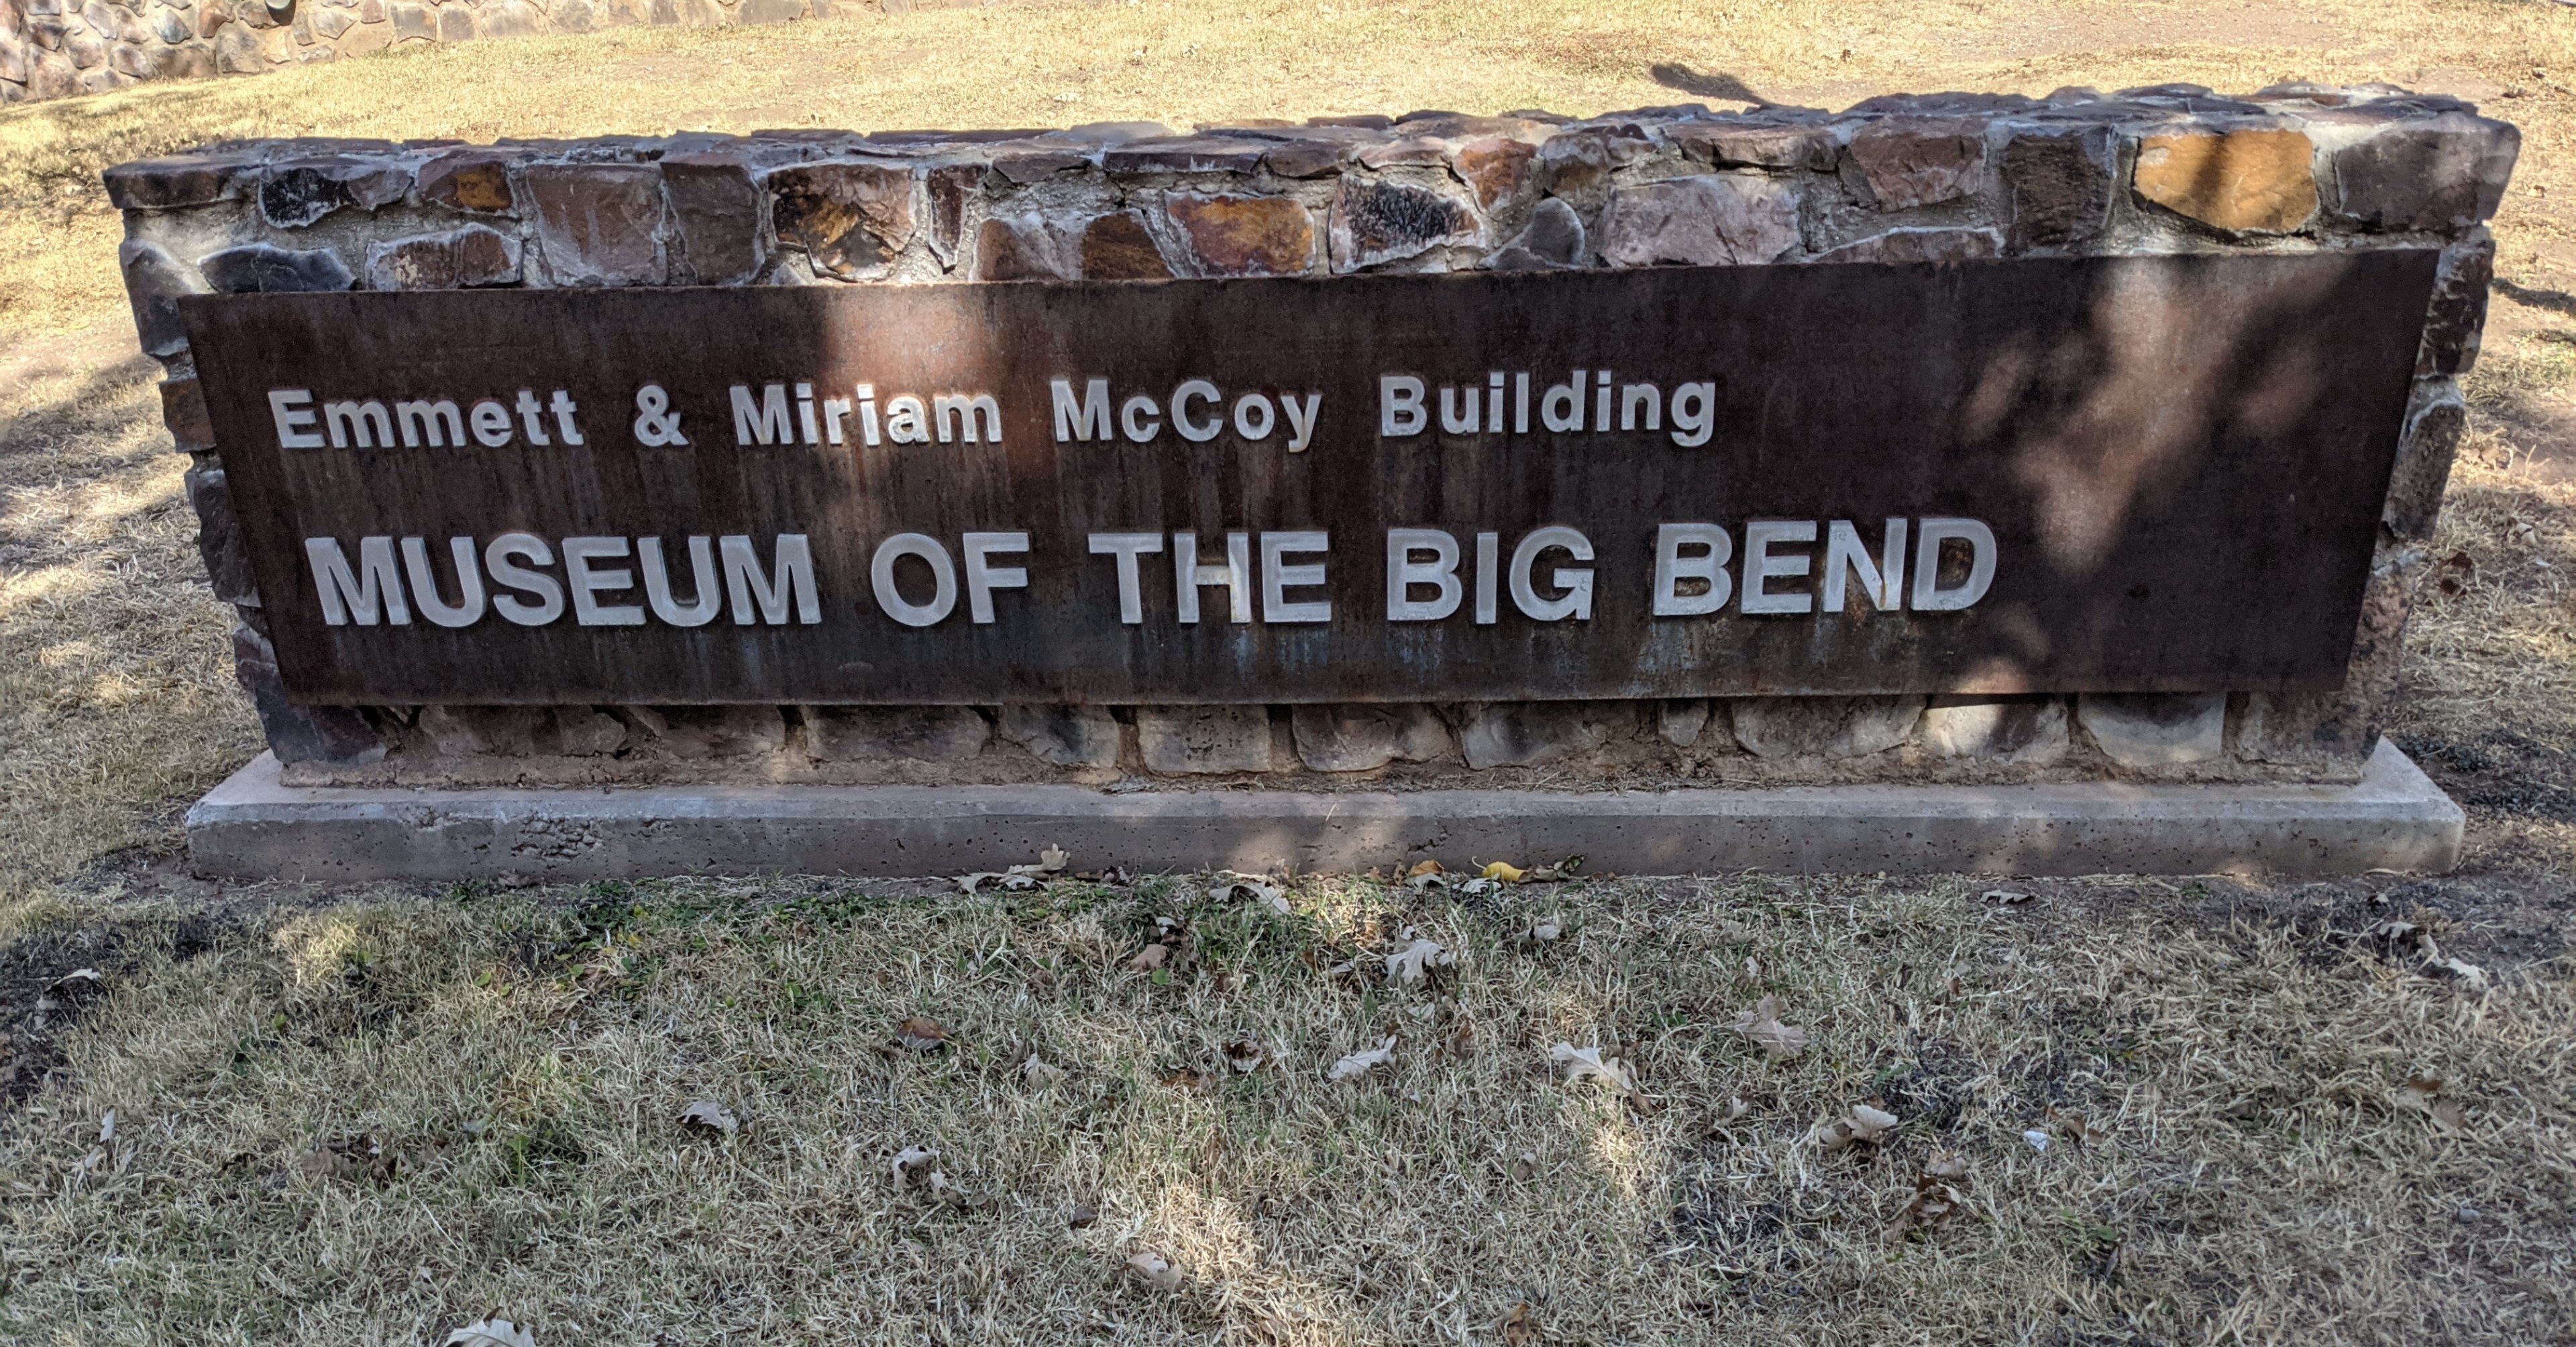 Emmett & Miriam McCoy Building
MUSEUM OF THE BIG BEND